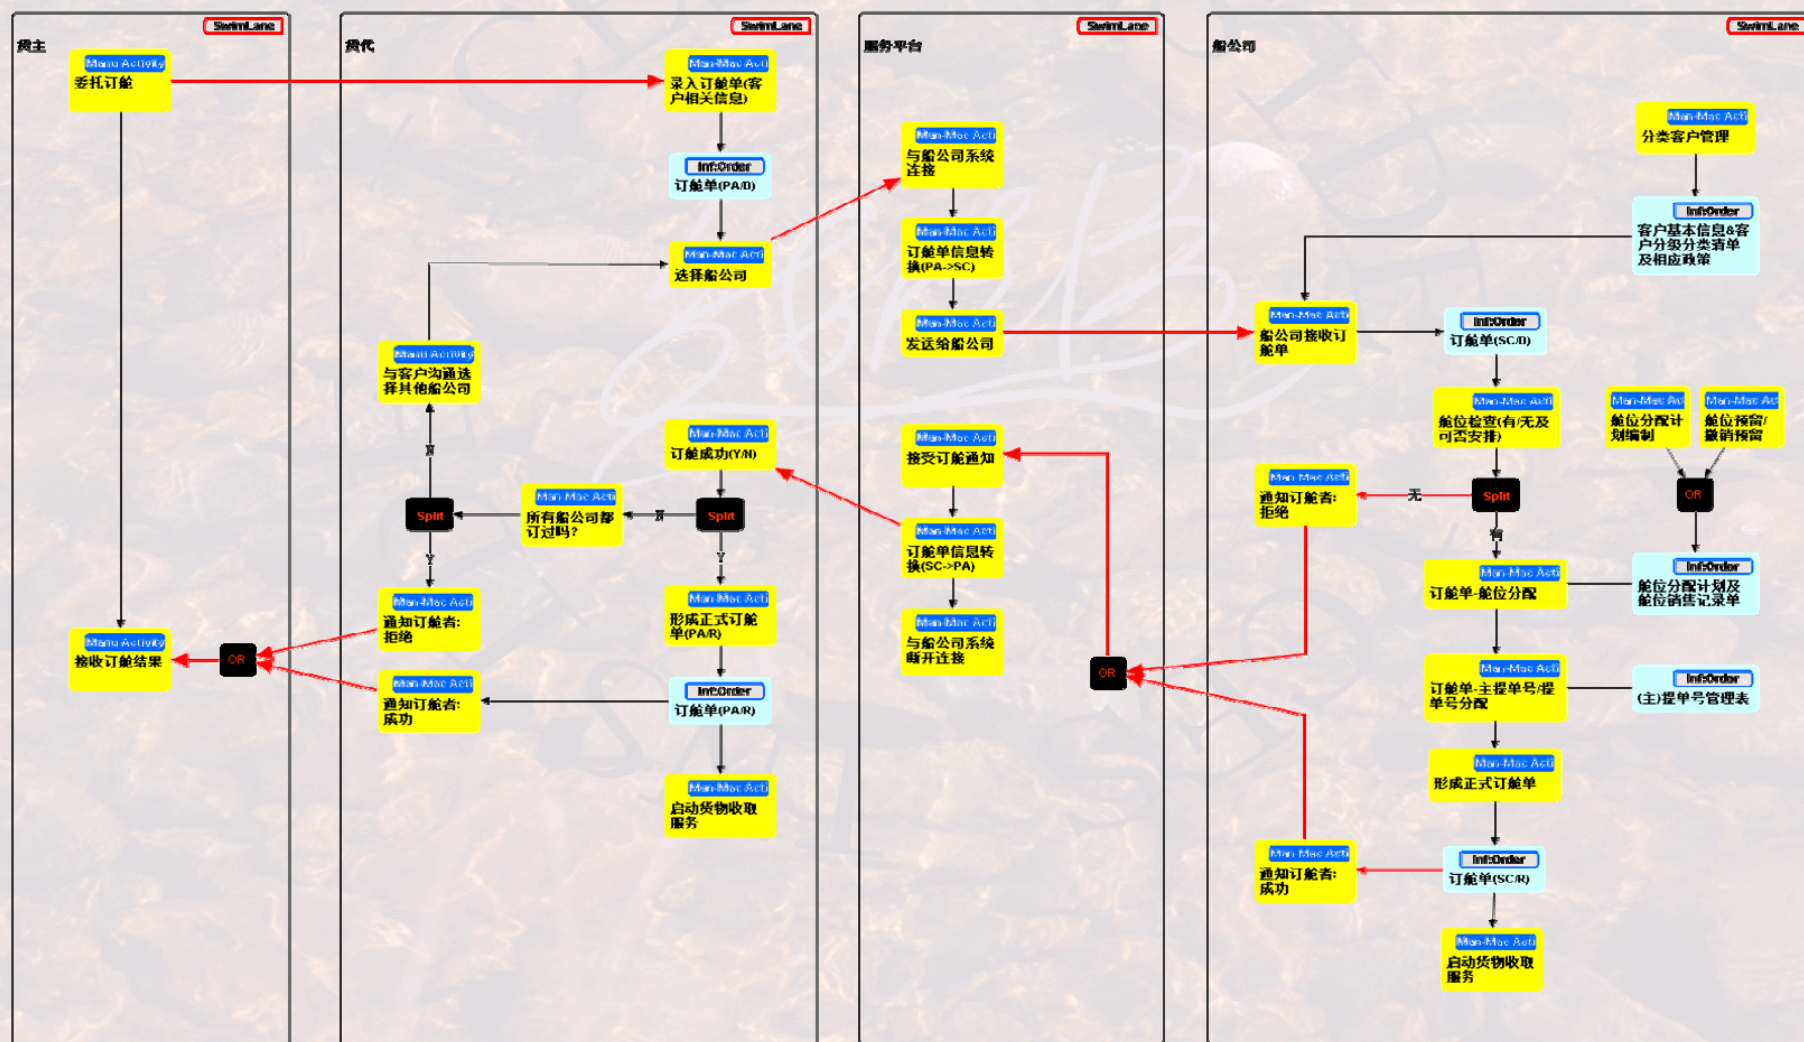 SwimLane
货主
Manu Activity
委托订舱
Manu Activity
接收订舱结果
OR
SwimLane
货代
Man-Mac Acti
录入订舱单(客
户相关信息)
Inf:Order
订舱单(PA/D)
Man-Mac Acti
选择船公司
Manu Activity
与客户沟通选
择其他船公司
N
Man-Mac Acti
订舱成功(Y/N)
Split
Man-Mac Acti
所有船公司都
订过吗?
N
Split
Y
Y
Man-Mac Acti
通知订舱者:
拒绝
Man-Mac Acti
形成正式订舱
单(PA/R)
Man-Mac Acti
通知订舱者:
成功
Inf:Order
订舱单(PA/R)
Man-Mac Acti
启动货物收取
服务
SwimLane
服务平台
Man-Mac Acti
与船公司系统
连接
Man-Mac Acti
订舱单信息转
换(PA->SC)
Man-Mac Acti
发送给船公司
Man-Mac Acti
接受订舱通知
Man-Mac Acti
订舱单信息转
换(SC->PA)
Man-Mac Acti
与船公司系统
断开连接
OR
SwimLane
船公司
Man-Mac Acti
分类客户管理
Inf:Order
客户基本信息&客
户分级分类清单
及相应政策
Man-Mac Acti
船公司接收订
舱单
Inf:Order
订舱单(SC/D)
Man-Mac Acti
舱位检查(有/无及
可否安排)
Man-Mac Act
舱位分配计
划编制
Man-Mac Act
舱位预留/
撤销预留
Man-Mac Acti
通知订舱者:
拒绝
无
Split
OR
有
Man-Mac Acti
订舱单-舱位分配
Inf:Order
舱位分配计划及
舱位销售记录单
Man-Mac Acti
订舱单-主提单号/提
单号分配
Inf:Order
(主)提单号管理表
Man-Mac Acti
形成正式订舱单
Man-Mac Acti
通知订舱者:
成功
Inf:Order
订舱单(SC/R)
Man-Mac Acti
启动货物收取
服务